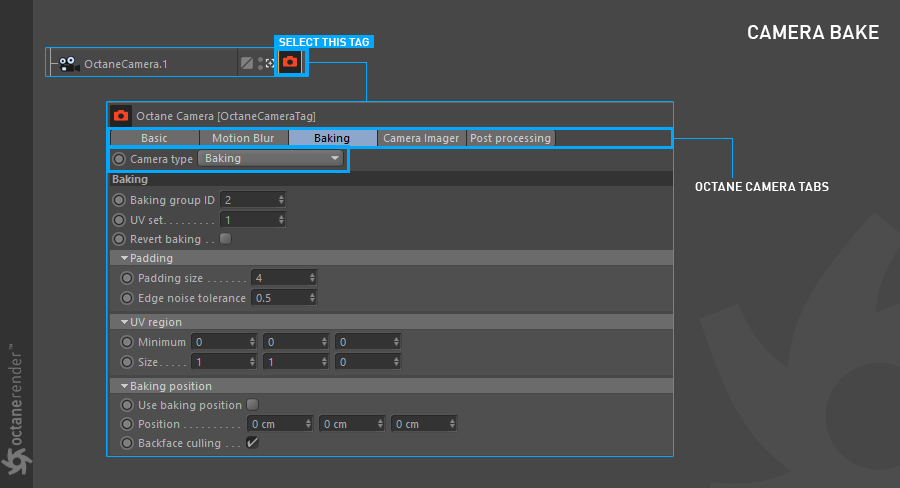 CAMERA BAKE
SELECT THIS TAG
OctaneCamera.1
Octane Camera [OctaneCameraTag]
Basic Motion Blur Baking Camera Imager Post processing
Camera type Baking
OCTANE CAMERA TABS
Baking
Baking group ID 2
UV set. . . . . . . . 1
Revert baking . .
Padding
Padding size . . . . . . . 4
Edge noise tolerance 0.5
UV region
Minimum 0 0 0
Size. . . . . 1 1 0
Baking position
Use baking position
Position . . . . . . . . . . 0 cm 0 cm 0 cm
Backface culling . . .
octanerender™